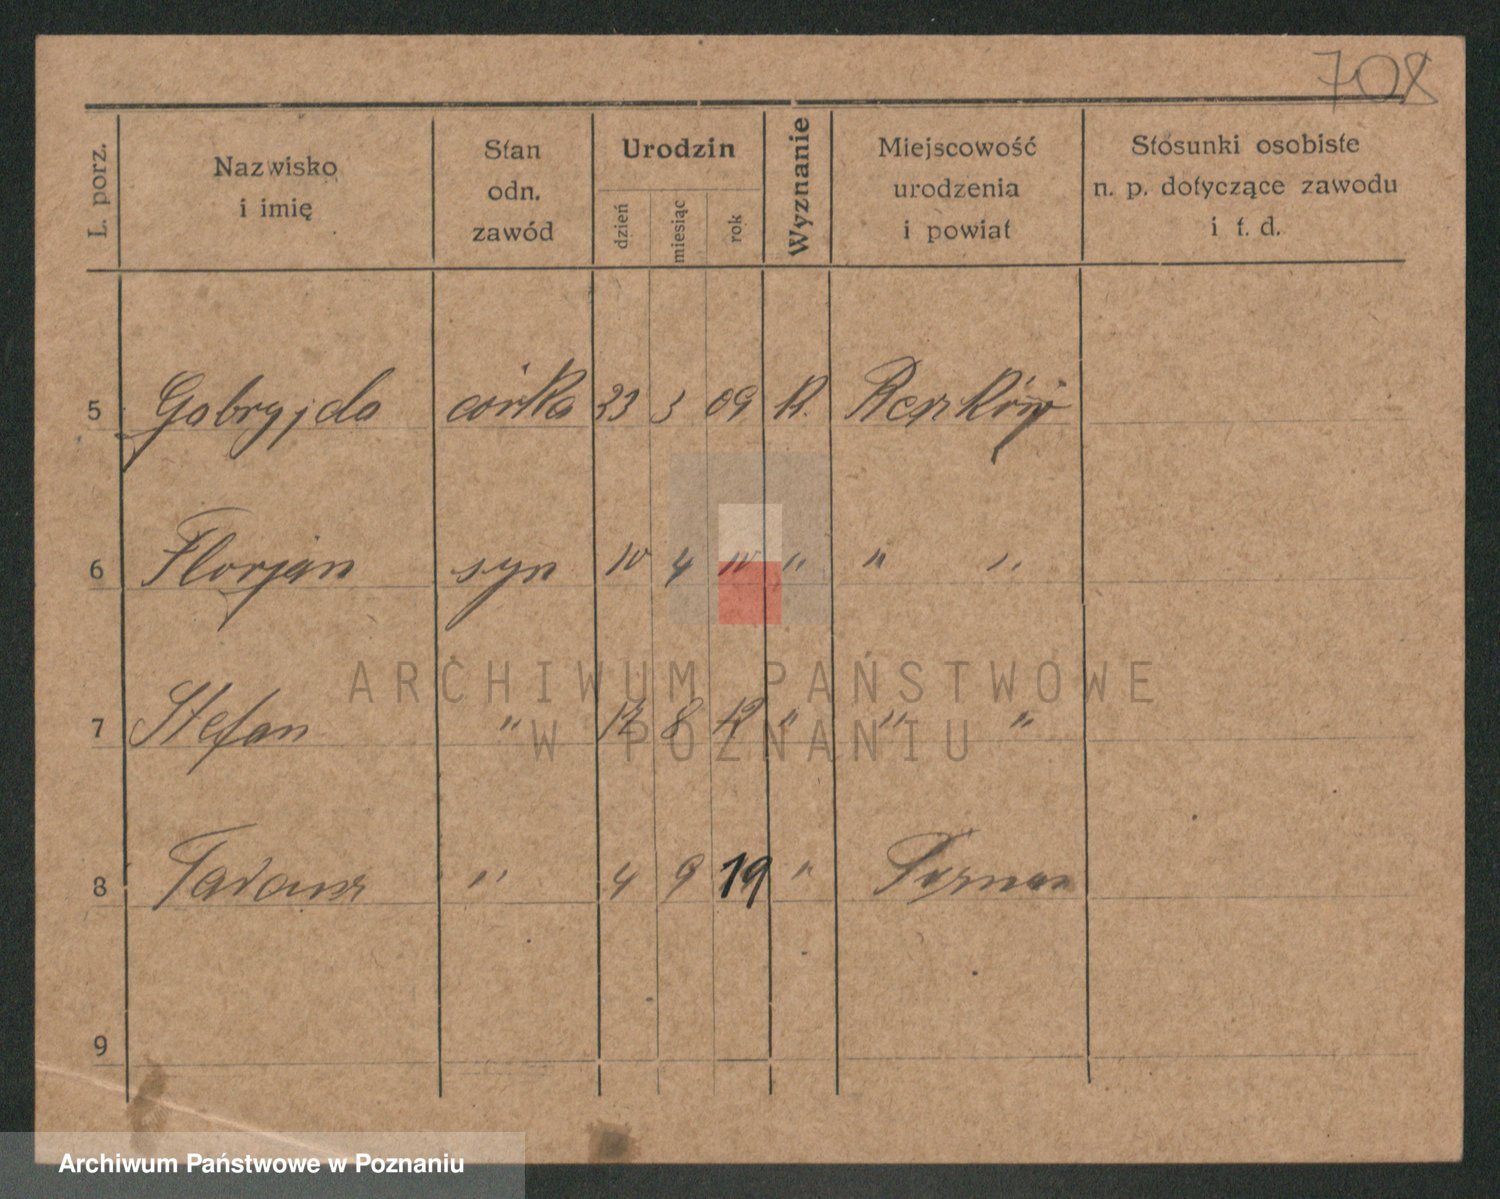 708
L. porz.
Nazwisko i imię
Stan odn. zawód
Urodzin
dzień
miesiąc
rok
Wyznanie
Miejscowość urodzenia i powiat
Stosunki osobiste n. p. dotyczące zawodu i t. d.
5 Gabryjela córka 23 3 09 R.
6 Florjan syn 10 4 10 " " "
ARCHIWUM PAŃSTWOWE
7 Stefan " 12 8 12 " " "
W POZNANIU
8 Tadeusz " 4 9 19 " Poznan
9
Archiwum Państwowe w Poznaniu